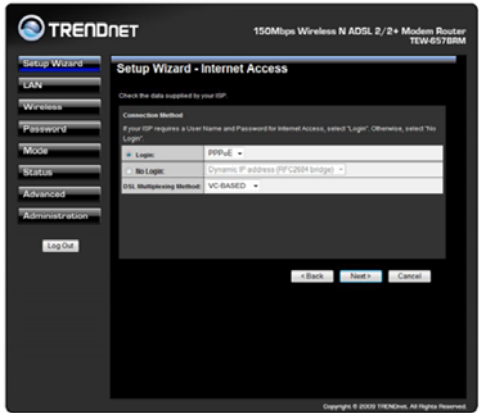 TRENDNET
150Mbps Wireless N ADSL 2/2+ Modem Router
TEW-657BRM
Setup Wizard
LAN
Wireless
Password
Mode
Status
Advanced
Administration
Log Out
Setup Wizard - Internet Access
Check the data supplied by your ISP.
Connection Method
If your ISP requires a User Name and Password for Internet Access, select "Login". Otherwise, select "No
Login".
Login: PPPoE
No Login: Dynamic IP address (RFC2684 bridge)
DSL Multiplexing Method: VC-BASED
< Back Next > Cancel
Copyright © 2009 TRENDnet. All Rights Reserved.